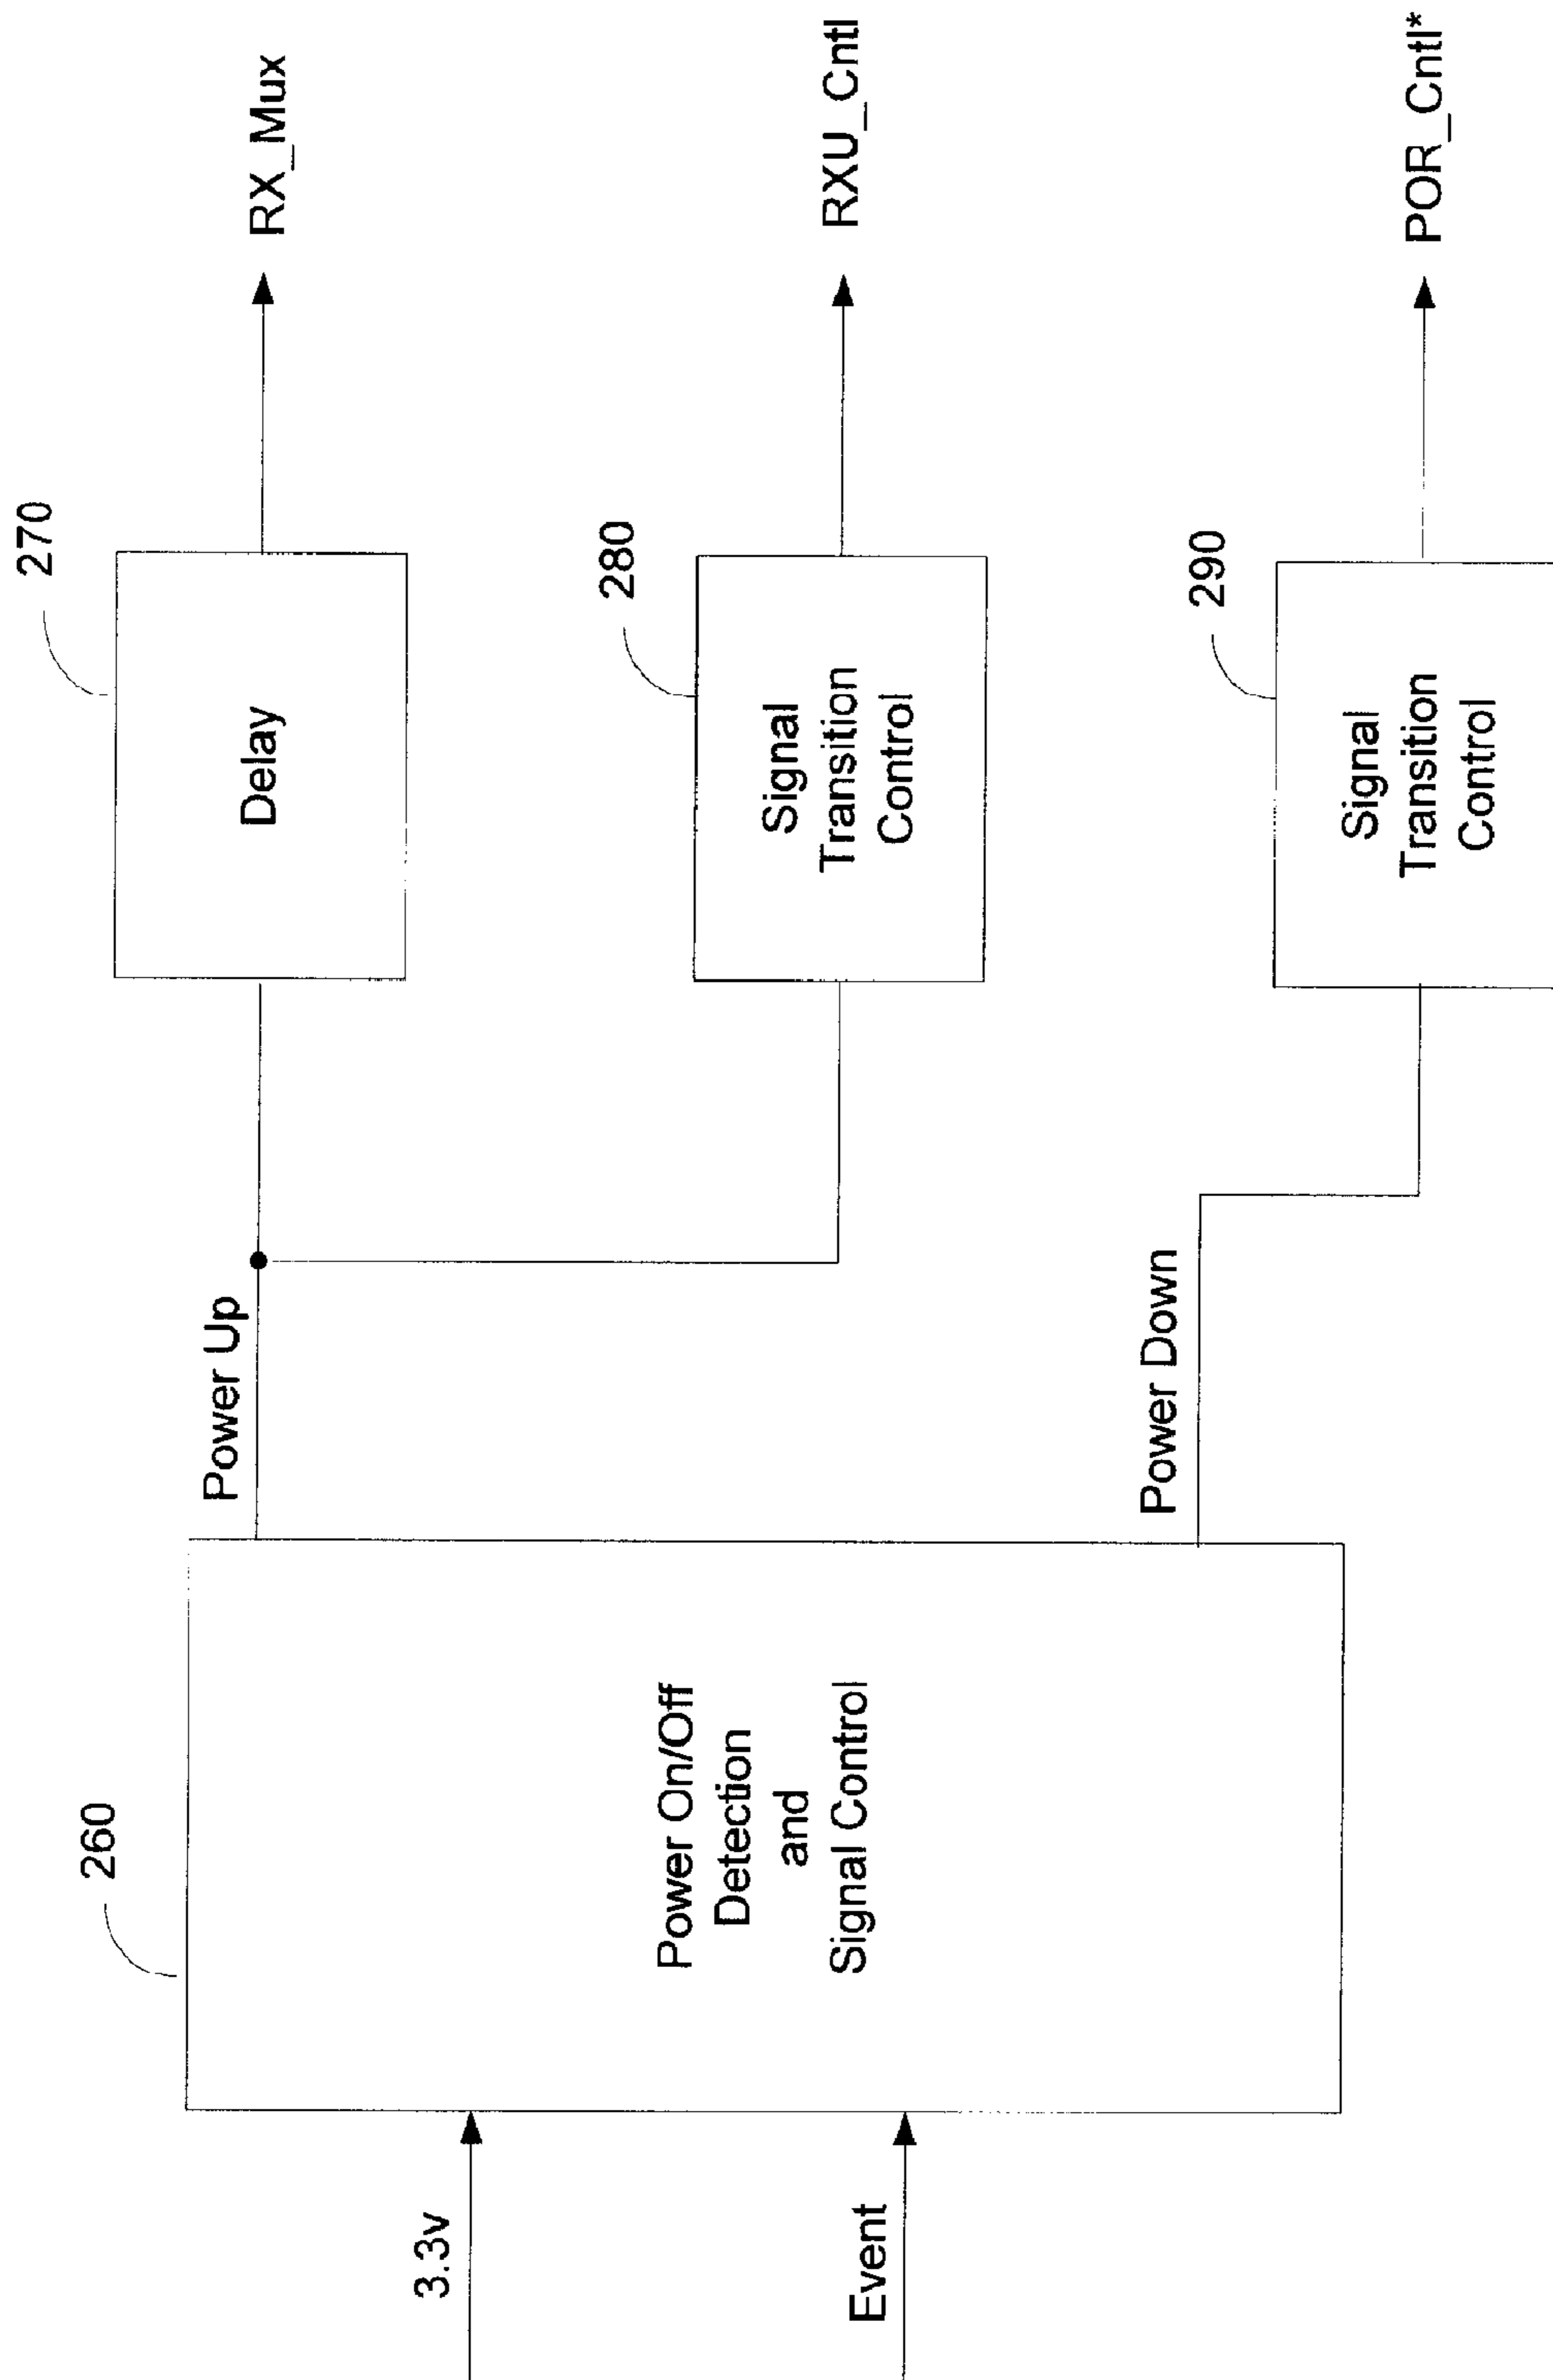 260
3.3v
Event
Power On/Off
Detection
and
Signal Control
Power Up
Power Down
270
Delay
RX_Mux
280
Signal
Transition
Control
RXU_Cntl
290
Signal
Transition
Control
POR_Cntl*